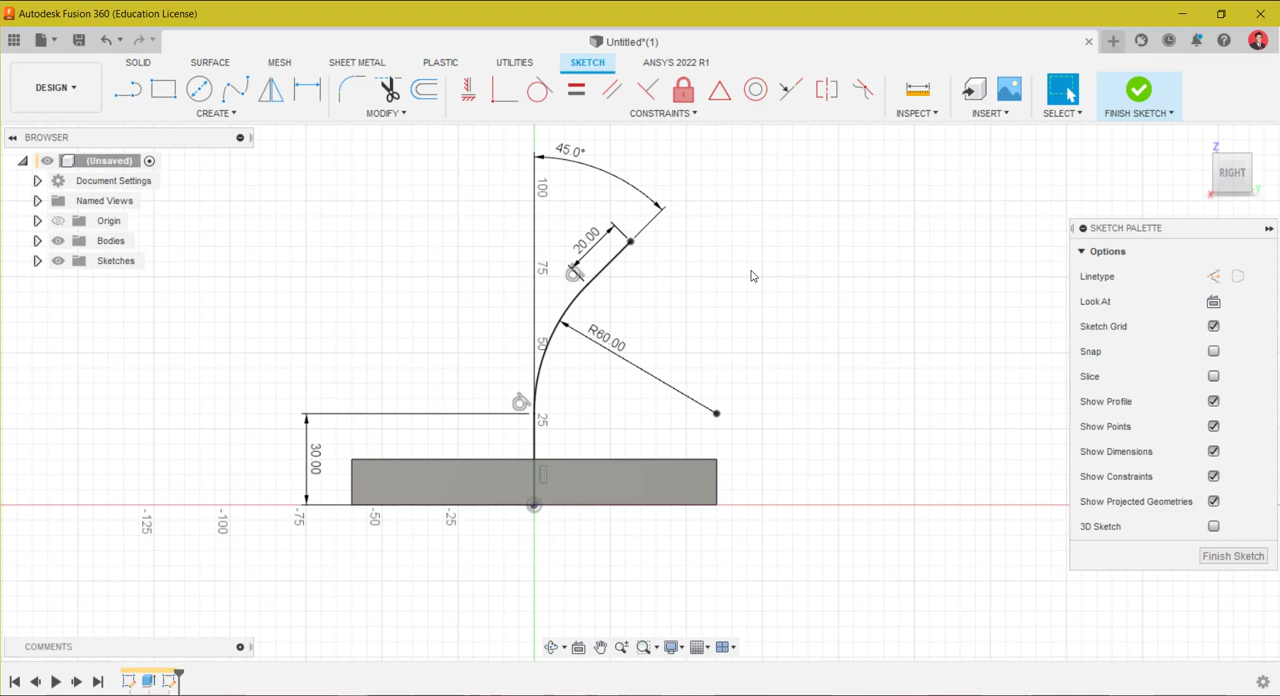 Autodesk Fusion 360 (Education License)
Untitled*(1)
SOLID SURFACE MESH SHEET METAL PLASTIC UTILITIES SKETCH ANSYS 2022 R1
DESIGN
CREATE MODIFY CONSTRAINTS INSPECT INSERT SELECT FINISH SKETCH
BROWSER
(Unsaved)
Document Settings
Named Views
Origin
Bodies
Sketches
45.0°
100
20.00
75
R60.00
50
25
30.00
-125
-100
-75
-50
-25
Z
RIGHT
X
Y
SKETCH PALETTE
Options
Linetype
Look At
Sketch Grid
Snap
Slice
Show Profile
Show Points
Show Dimensions
Show Constraints
Show Projected Geometries
3D Sketch
Finish Sketch
COMMENTS